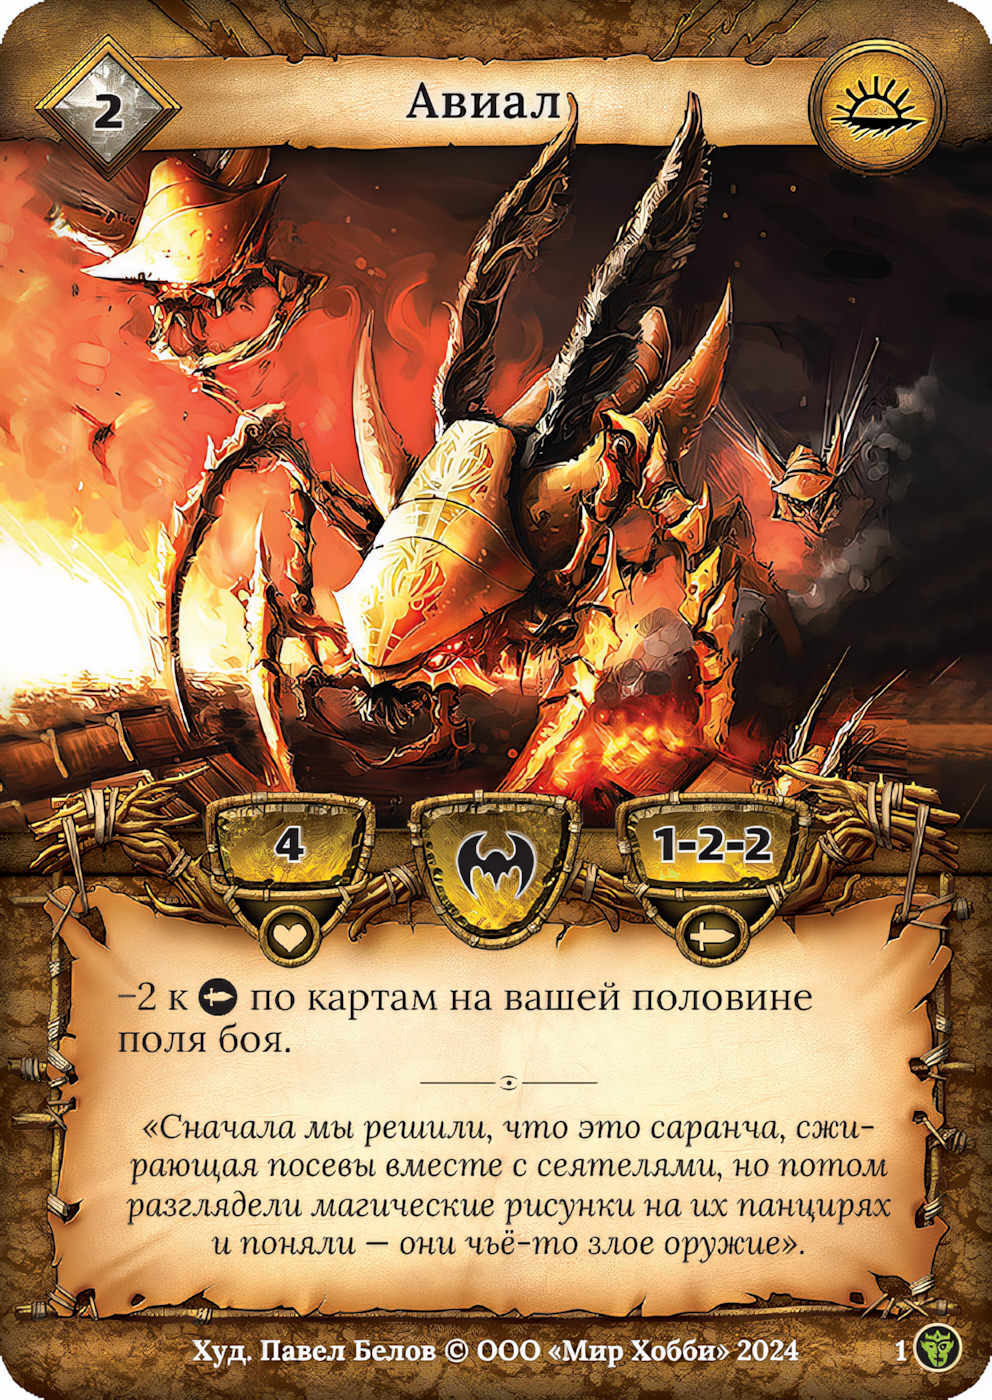 2
Авиал
4
1-2-2
–2 к по картам на вашей половине
поля боя.
«Сначала мы решили, что это саранча, сжи-
рающая посевы вместе с сеятелями, но потом
разглядели магические рисунки на их панцирях
и поняли — они чьё-то злое оружие».
Худ. Павел Белов © ООО «Мир Хобби» 2024
1